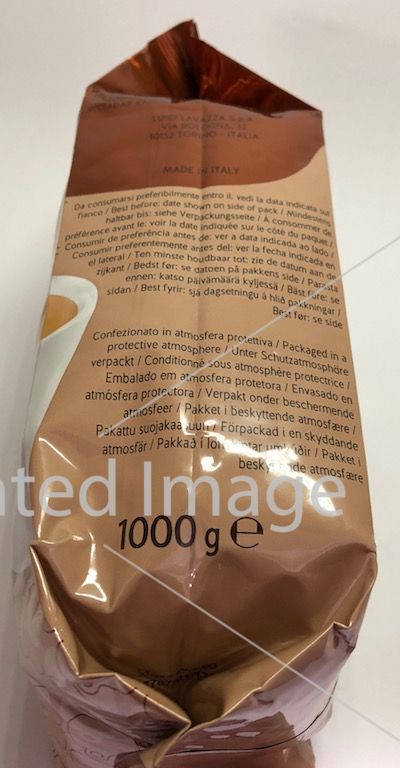 LUIGI LAVAZZA S.P.A.
VIA BOLOGNA, 32
10152 TORINO - ITALIA
MADE IN ITALY
Da consumarsi preferibilmente entro il: vedi la data indicata sul
fianco / Best before: date shown on side of pack / Mindestens
haltbar bis: siehe Verpackungsseite / À consommer de
préférence avant le: voir la date indiquée sur le côté du paquet /
Consumir de preferência antes de: ver a data indicada ao lado /
Consumir preferentemente antes del: ver la fecha indicada en
el lateral / Ten minste houdbaar tot: zie de datum aan de
zijkant / Bedst før: se datoen på pakkens side / Parasta
ennen: katso päivämäärä kyljessä / Bäst före: se
sidan / Best fyrir: sjá dagsetningu á hlið pakkningar /
Best før: se side
Confezionato in atmosfera protettiva / Packaged in a
protective atmosphere / Unter Schutzatmosphäre
verpackt / Conditionné sous atmosphère protectrice /
Embalado em atmosfera protetora / Envasado en
atmósfera protectora / Verpakt onder beschermende
atmosfeer / Pakket i beskyttende atmosfære /
Pakattu suojakaasuun / Förpackad i en skyddande
atmosfär / Pakkað í / Pakket i
atmosfære
ated Image
1000 g e